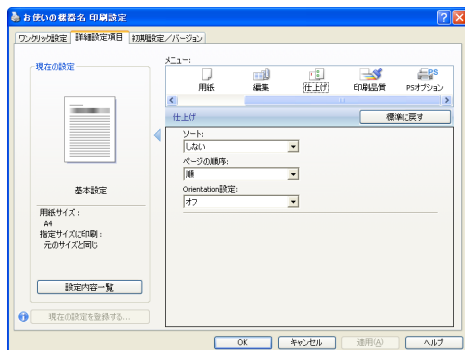 お使いの機器名 印刷設定
ワンクリック設定 詳細設定項目 初期設定／バージョン
現在の設定
基本設定
用紙サイズ：
A4
指定サイズに印刷：
元のサイズと同じ
設定内容一覧
現在の設定を登録する...
メニュー：
用紙 編集 仕上げ 印刷品質 PSオプション
仕上げ 標準に戻す
ソート：
しない
ページの順序：
順
Orientation設定：
オフ
OK キャンセル 適用(A) ヘルプ